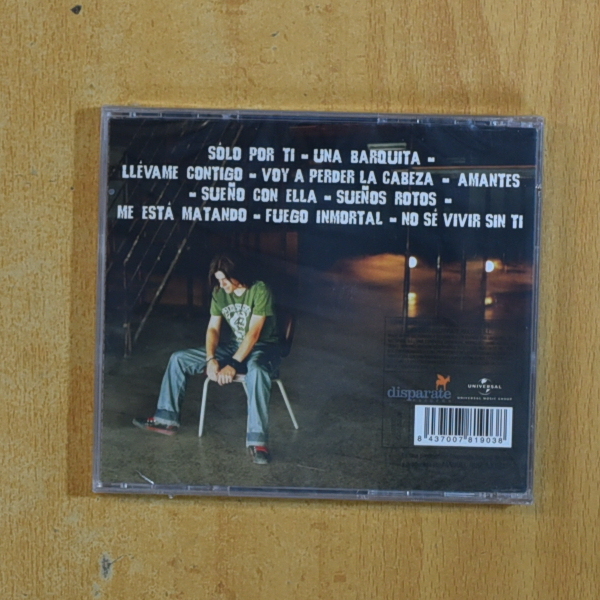 SÓLO POR TI - UNA BARQUITA -
LLÉVAME CONTIGO - VOY A PERDER LA CABEZA - AMANTES
- SUEÑO CON ELLA - SUEÑOS ROTOS -
ME ESTÁ MATANDO - FUEGO INMORTAL - NO SÉ VIVIR SIN TI
disparate
UNIVERSAL
UNIVERSAL MUSIC GROUP
8 437007 819038